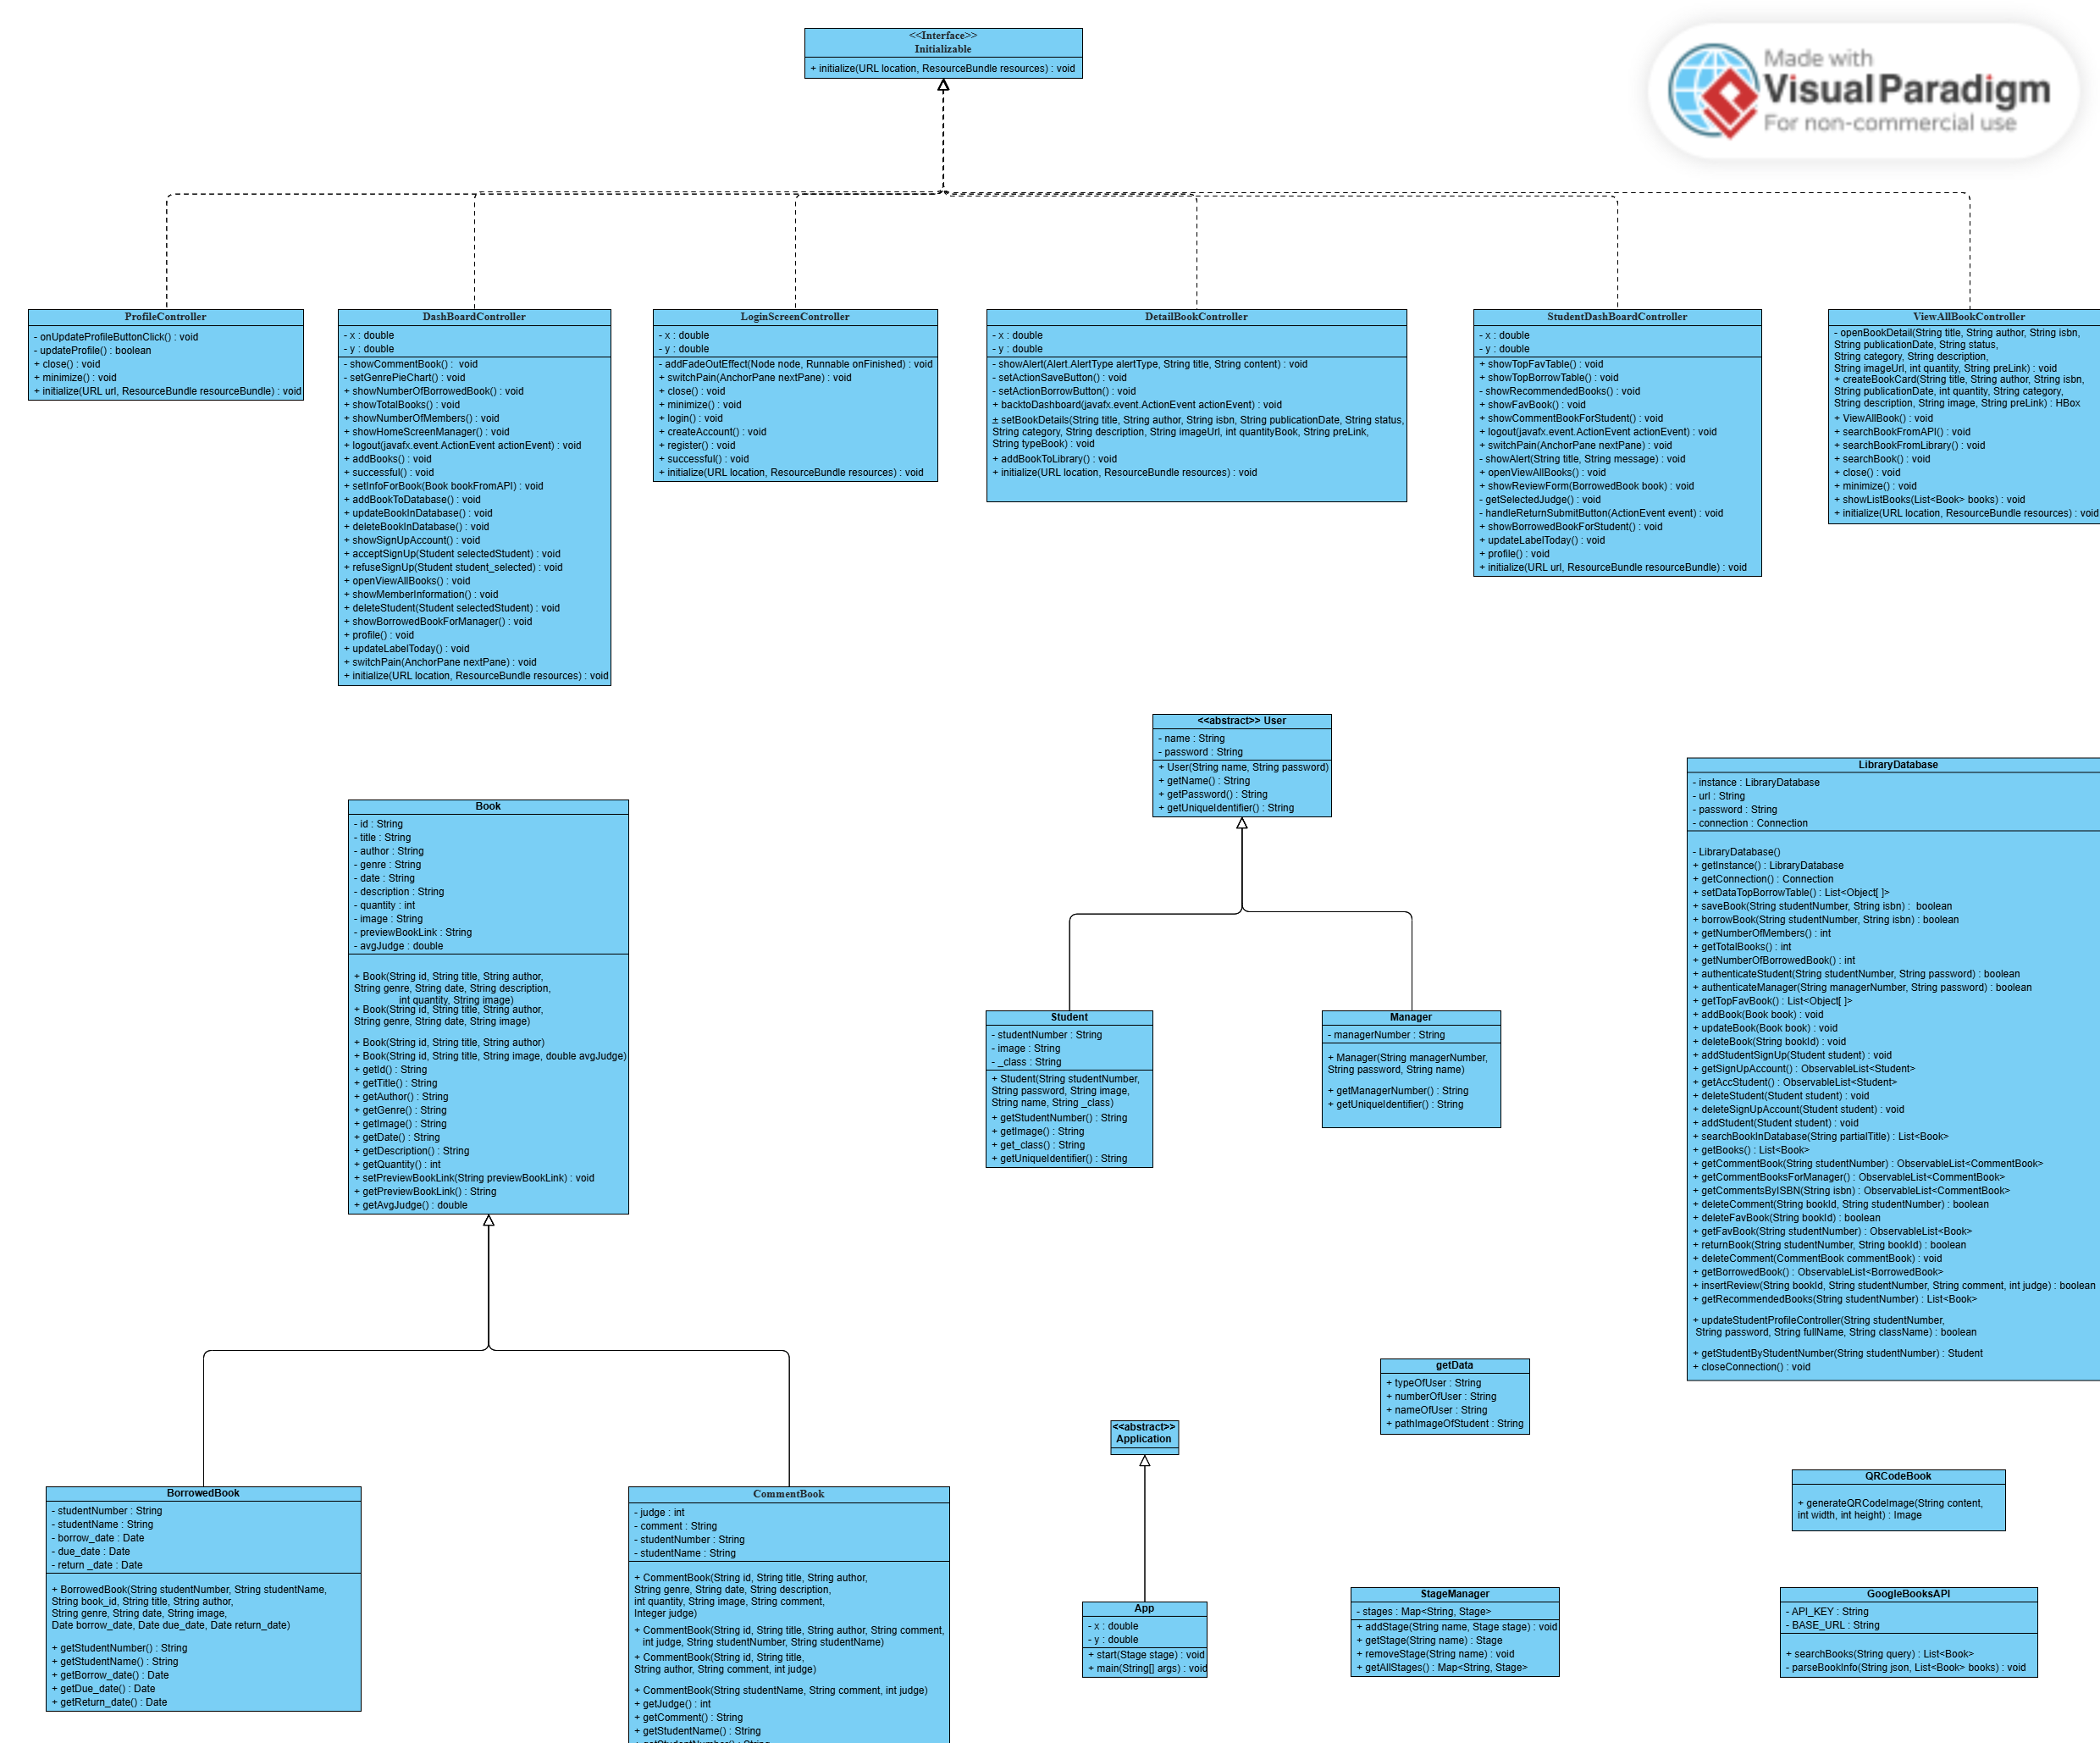 <<Interface>>
Initializable
+ initialize(URL location, ResourceBundle resources) : void
Made with
Visual Paradigm
For non-commercial use
ProfileController
- onUpdateProfileButtonClick() : void
- updateProfile() : boolean
+ close() : void
+ minimize() : void
+ initialize(URL url, ResourceBundle resourceBundle) : void
DashBoardController
- x : double
- y : double
- showCommentBook() :  void
- setGenrePieChart() : void
+ showNumberOfBorrowedBook() : void
+ showTotalBooks() : void
+ showNumberOfMembers() : void
+ showHomeScreenManager() : void
+ logout(javafx.event.ActionEvent actionEvent) : void
+ addBooks() : void
+ successful() : void
+ setInfoForBook(Book bookFromAPI) : void
+ addBookToDatabase() : void
+ updateBookInDatabase() : void
+ deleteBookInDatabase() : void
+ showSignUpAccount() : void
+ acceptSignUp(Student selectedStudent) : void
+ refuseSignUp(Student student_selected) : void
+ openViewAllBooks() : void
+ showMemberInformation() : void
+ deleteStudent(Student selectedStudent) : void
+ showBorrowedBookForManager() : void
+ profile() : void
+ updateLabelToday() : void
+ switchPain(AnchorPane nextPane) : void
+ initialize(URL location, ResourceBundle resources) : void
LoginScreenController
- x : double
- y : double
- addFadeOutEffect(Node node, Runnable onFinished) : void
+ switchPain(AnchorPane nextPane) : void
+ close() : void
+ minimize() : void
+ login() : void
+ createAccount() : void
+ register() : void
+ successful() : void
+ initialize(URL location, ResourceBundle resources) : void
DetailBookController
- x : double
- y : double
- showAlert(Alert.AlertType alertType, String title, String content) : void
- setActionSaveButton() : void
- setActionBorrowButton() : void
+ backtoDashboard(javafx.event.ActionEvent actionEvent) : void
± setBookDetails(String title, String author, String isbn, String publicationDate, String status,
String category, String description, String imageUrl, int quantityBook, String preLink,
String typeBook) : void
+ addBookToLibrary() : void
+ initialize(URL location, ResourceBundle resources) : void
StudentDashBoardController
- x : double
- y : double
+ showTopFavTable() : void
+ showTopBorrowTable() : void
- showRecommendedBooks() : void
+ showFavBook() : void
+ showCommentBookForStudent() : void
+ logout(javafx.event.ActionEvent actionEvent) : void
+ switchPain(AnchorPane nextPane) : void
- showAlert(String title, String message) : void
+ openViewAllBooks() : void
+ showReviewForm(BorrowedBook book) : void
- getSelectedJudge() : void
- handleReturnSubmitButton(ActionEvent event) : void
+ showBorrowedBookForStudent() : void
+ updateLabelToday() : void
+ profile() : void
+ initialize(URL url, ResourceBundle resourceBundle) : void
ViewAllBookController
- openBookDetail(String title, String author, String isbn,
String publicationDate, String status,
String category, String description,
String imageUrl, int quantity, String preLink) : void
+ createBookCard(String title, String author, String isbn,
String publicationDate, int quantity, String category,
String description, String image, String preLink) : HBox
+ ViewAllBook() : void
+ searchBookFromAPI() : void
+ searchBookFromLibrary() : void
+ searchBook() : void
+ close() : void
+ minimize() : void
+ showListBooks(List<Book> books) : void
+ initialize(URL location, ResourceBundle resources) : void
<<abstract>> User
- name : String
- password : String
+ User(String name, String password)
+ getName() : String
+ getPassword() : String
+ getUniqueIdentifier() : String
LibraryDatabase
- instance : LibraryDatabase
- url : String
- password : String
- connection : Connection
- LibraryDatabase()
+ getInstance() : LibraryDatabase
+ getConnection() : Connection
+ setDataTopBorrowTable() : List<Object[ ]>
+ saveBook(String studentNumber, String isbn) :  boolean
+ borrowBook(String studentNumber, String isbn) : boolean
+ getNumberOfMembers() : int
+ getTotalBooks() : int
+ getNumberOfBorrowedBook() : int
+ authenticateStudent(String studentNumber, String password) : boolean
+ authenticateManager(String managerNumber, String password) : boolean
+ getTopFavBook() : List<Object[ ]>
+ addBook(Book book) : void
+ updateBook(Book book) : void
+ deleteBook(String bookId) : void
+ addStudentSignUp(Student student) : void
+ getSignUpAccount() : ObservableList<Student>
+ getAccStudent() : ObservableList<Student>
+ deleteStudent(Student student) : void
+ deleteSignUpAccount(Student student) : void
+ addStudent(Student student) : void
+ searchBookInDatabase(String partialTitle) : List<Book>
+ getBooks() : List<Book>
+ getCommentBook(String studentNumber) : ObservableList<CommentBook>
+ getCommentBooksForManager() : ObservableList<CommentBook>
+ getCommentsByISBN(String isbn) : ObservableList<CommentBook>
+ deleteComment(String bookId, String studentNumber) : boolean
+ deleteFavBook(String bookId) : boolean
+ getFavBook(String studentNumber) : ObservableList<Book>
+ returnBook(String studentNumber, String bookId) : boolean
+ deleteComment(CommentBook commentBook) : void
+ getBorrowedBook() : ObservableList<BorrowedBook>
+ insertReview(String bookId, String studentNumber, String comment, int judge) : boolean
+ getRecommendedBooks(String studentNumber) : List<Book>
+ updateStudentProfileController(String studentNumber,
String password, String fullName, String className) : boolean
+ getStudentByStudentNumber(String studentNumber) : Student
+ closeConnection() : void
Book
- id : String
- title : String
- author : String
- genre : String
- date : String
- description : String
- quantity : int
- image : String
- previewBookLink : String
- avgJudge : double
+ Book(String id, String title, String author,
String genre, String date, String description,
int quantity, String image)
+ Book(String id, String title, String author,
String genre, String date, String image)
+ Book(String id, String title, String author)
+ Book(String id, String title, String image, double avgJudge)
+ getId() : String
+ getTitle() : String
+ getAuthor() : String
+ getGenre() : String
+ getImage() : String
+ getDate() : String
+ getDescription() : String
+ getQuantity() : int
+ setPreviewBookLink(String previewBookLink) : void
+ getPreviewBookLink() : String
+ getAvgJudge() : double
Student
- studentNumber : String
- image : String
- _class : String
+ Student(String studentNumber,
String password, String image,
String name, String _class)
+ getStudentNumber() : String
+ getImage() : String
+ get_class() : String
+ getUniqueIdentifier() : String
Manager
- managerNumber : String
+ Manager(String managerNumber,
String password, String name)
+ getManagerNumber() : String
+ getUniqueIdentifier() : String
getData
+ typeOfUser : String
+ numberOfUser : String
+ nameOfUser : String
+ pathImageOfStudent : String
<<abstract>>
Application
QRCodeBook
+ generateQRCodeImage(String content,
int width, int height) : Image
BorrowedBook
- studentNumber : String
- studentName : String
- borrow_date : Date
- due_date : Date
- return _date : Date
+ BorrowedBook(String studentNumber, String studentName,
String book_id, String title, String author,
String genre, String date, String image,
Date borrow_date, Date due_date, Date return_date)
+ getStudentNumber() : String
+ getStudentName() : String
+ getBorrow_date() : Date
+ getDue_date() : Date
+ getReturn_date() : Date
CommentBook
- judge : int
- comment : String
- studentNumber : String
- studentName : String
+ CommentBook(String id, String title, String author,
String genre, String date, String description,
int quantity, String image, String comment,
Integer judge)
+ CommentBook(String id, String title, String author, String comment,
int judge, String studentNumber, String studentName)
+ CommentBook(String id, String title,
String author, String comment, int judge)
+ CommentBook(String studentName, String comment, int judge)
+ getJudge() : int
+ getComment() : String
+ getStudentName() : String
+ getStudentNumber() : String
App
- x : double
- y : double
+ start(Stage stage) : void
+ main(String[] args) : void
StageManager
- stages : Map<String, Stage>
+ addStage(String name, Stage stage) : void
+ getStage(String name) : Stage
+ removeStage(String name) : void
+ getAllStages() : Map<String, Stage>
GoogleBooksAPI
- API_KEY : String
- BASE_URL : String
+ searchBooks(String query) : List<Book>
- parseBookInfo(String json, List<Book> books) : void